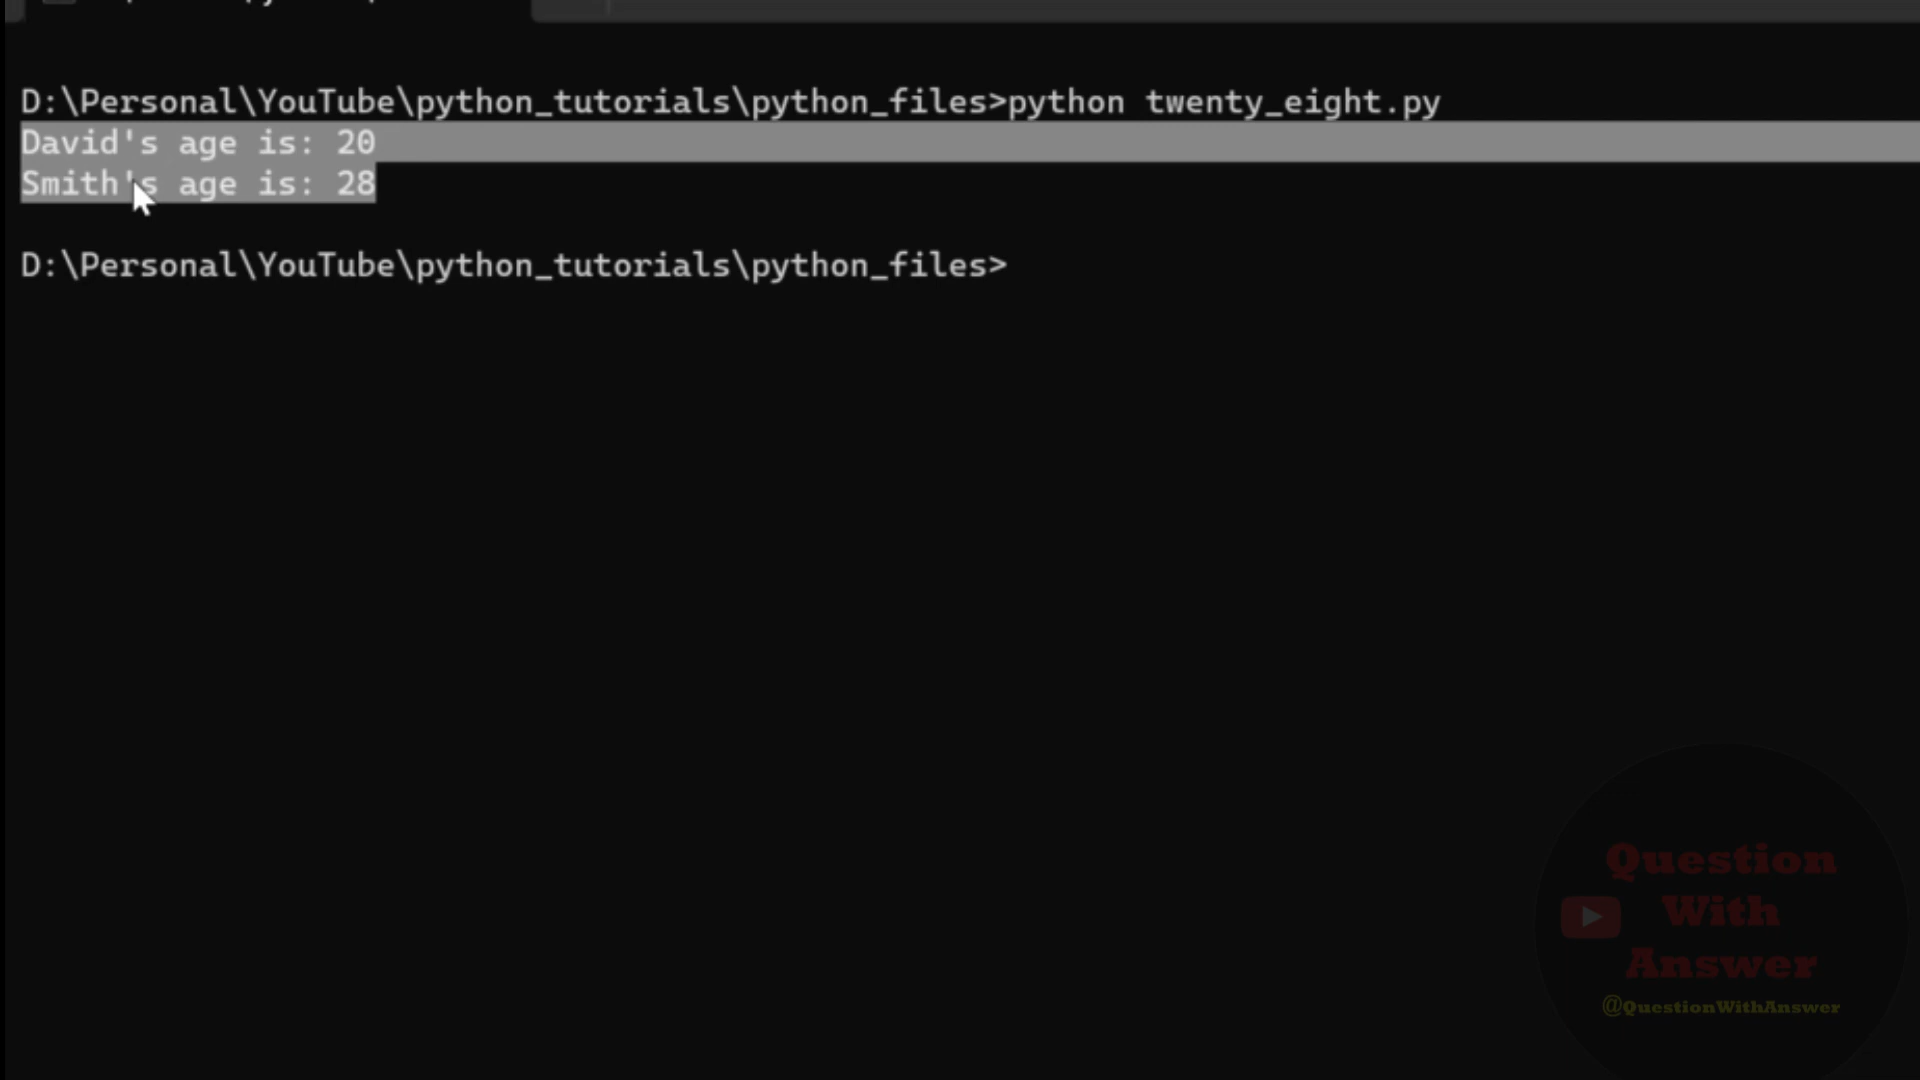 D:\Personal\YouTube\python_tutorials\python_files>python twenty_eight.py
David's age is: 20
Smith's age is: 28
D:\Personal\YouTube\python_tutorials\python_files>
Question
With
Answer
@QuestionWithAnswer